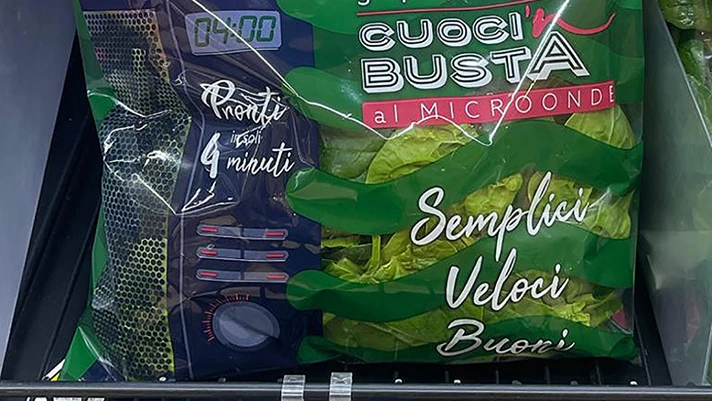 04:00
CUOCI'n
BUSTA
al MICROONDE
Pronti
in soli
4 minuti
Semplici
Veloci
Buoni